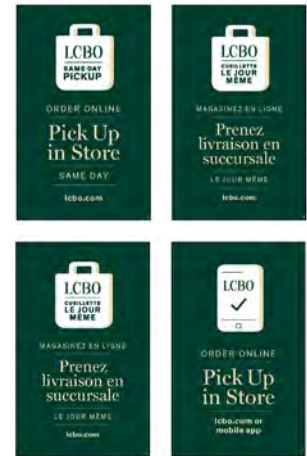 LCBO
SAME-DAY
PICKUP
ORDER ONLINE
Pick Up
in Store
SAME DAY
lcbo.com
LCBO
CUEILLETTE
LE JOUR
MÊME
MAGASINEZ EN LIGNE
Prenez
livraison en
succursale
LE JOUR MÊME
lcbo.com
LCBO
CUEILLETTE
LE JOUR
MÊME
MAGASINEZ EN LIGNE
Prenez
livraison en
succursale
LE JOUR MÊME
lcbo.com
LCBO
ORDER ONLINE
Pick Up
in Store
lcbo.com or
mobile app